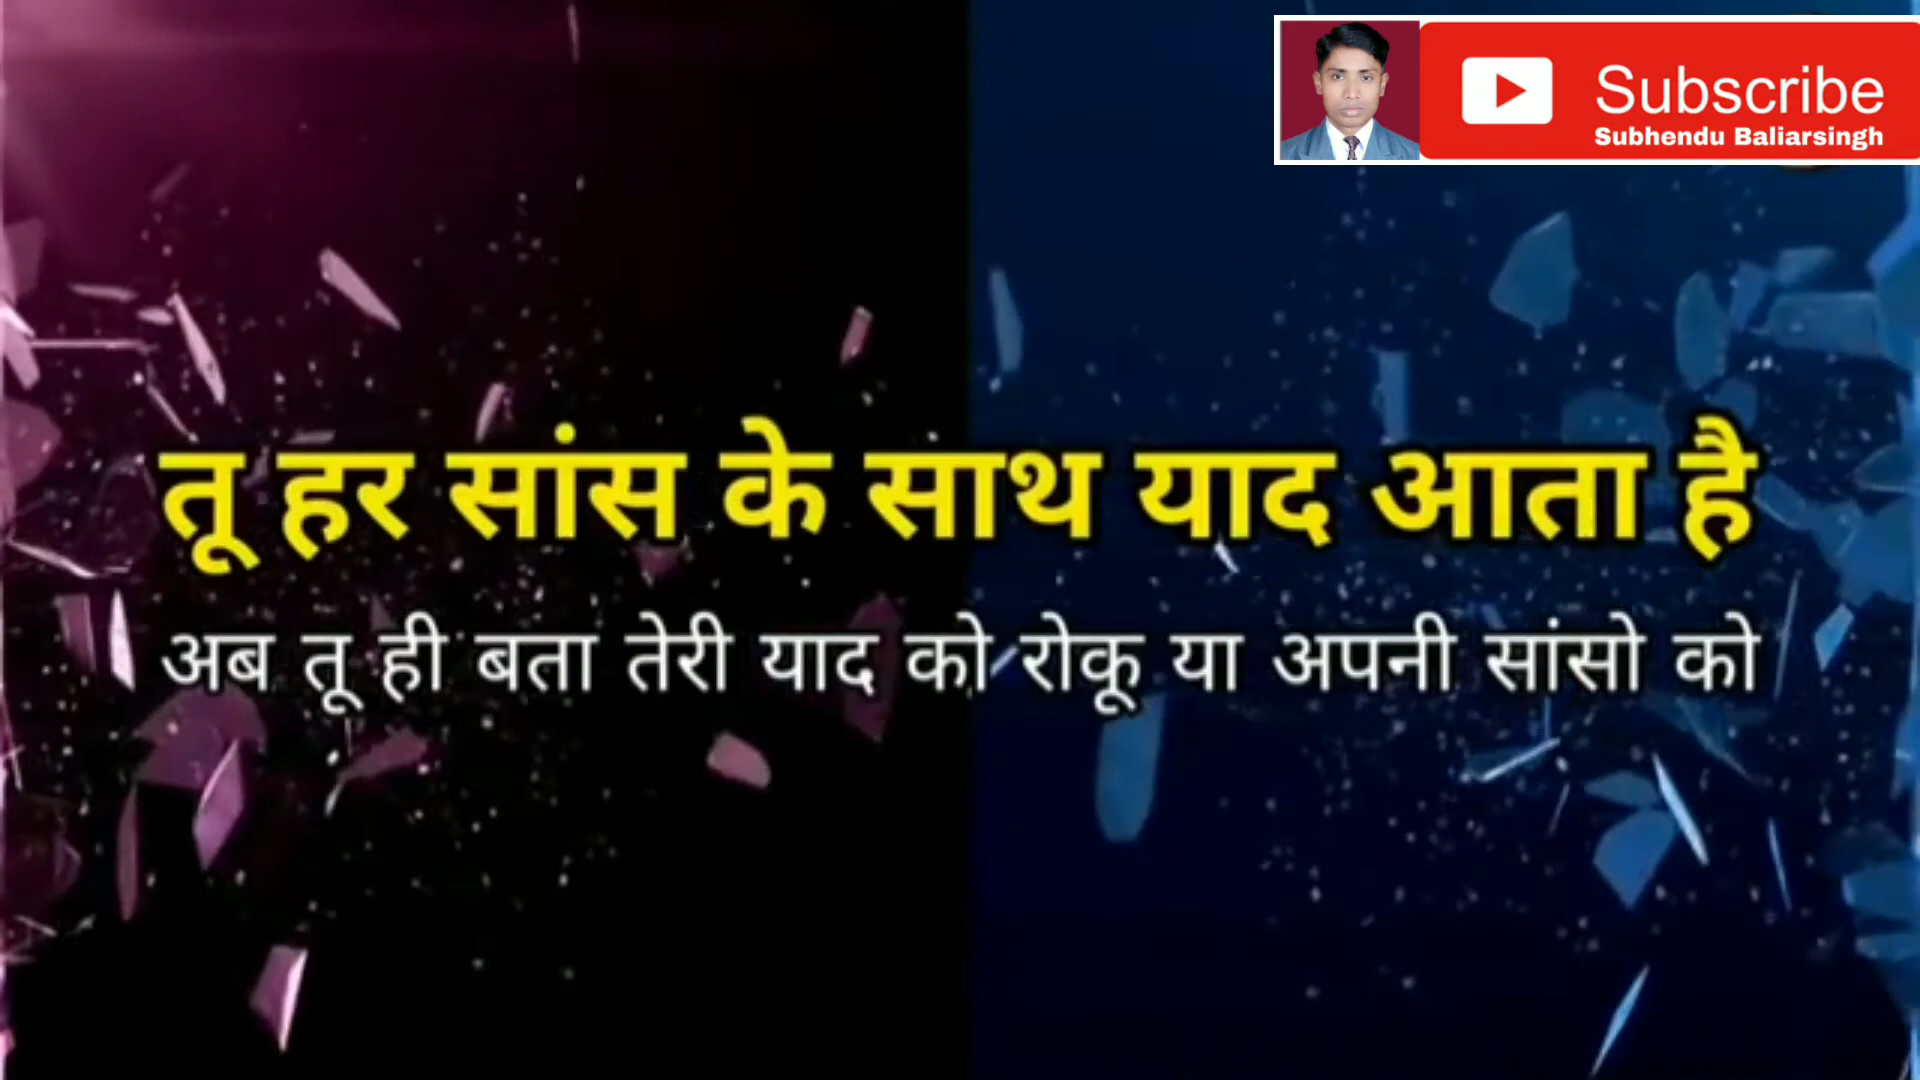 Subscribe
Subhendu Baliarsingh
तू हर सांस के साथ याद आता है
अब तू ही बता तेरी याद को रोकू या अपनी सांसो को